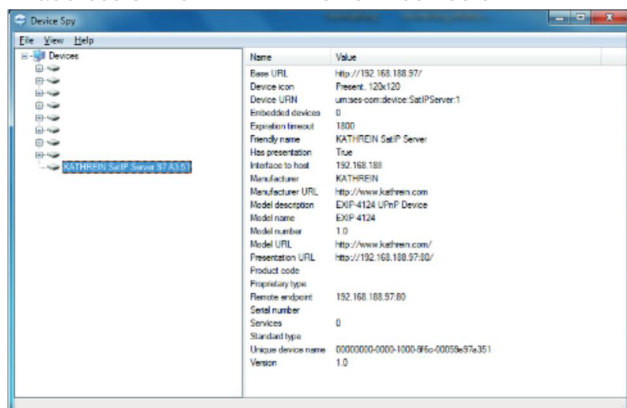 Device Spy
File View Help
Devices
KATHREIN SatIP Server 97:A3:51
Name Value
Base URL http://192.168.188.97/
Device icon Present, 120x120
Device URN urn:ses-com:device:SatIPServer:1
Embedded devices 0
Expiration timeout 1800
Friendly name KATHREIN SatIP Server
Has presentation True
Interface to host 192.168.188
Manufacturer KATHREIN
Manufacturer URL http://www.kathrein.com
Model description EXIP-4124 UPnP Device
Model name EXIP-4124
Model number 1.0
Model URL http://www.kathrein.com/
Presentation URL http://192.168.188.97:80/
Product code
Proprietary type
Remote endpoint 192.168.188.97:80
Serial number
Services 0
Standard type
Unique device name 00000000-0000-1000-9f6c-00059e97a351
Version 1.0